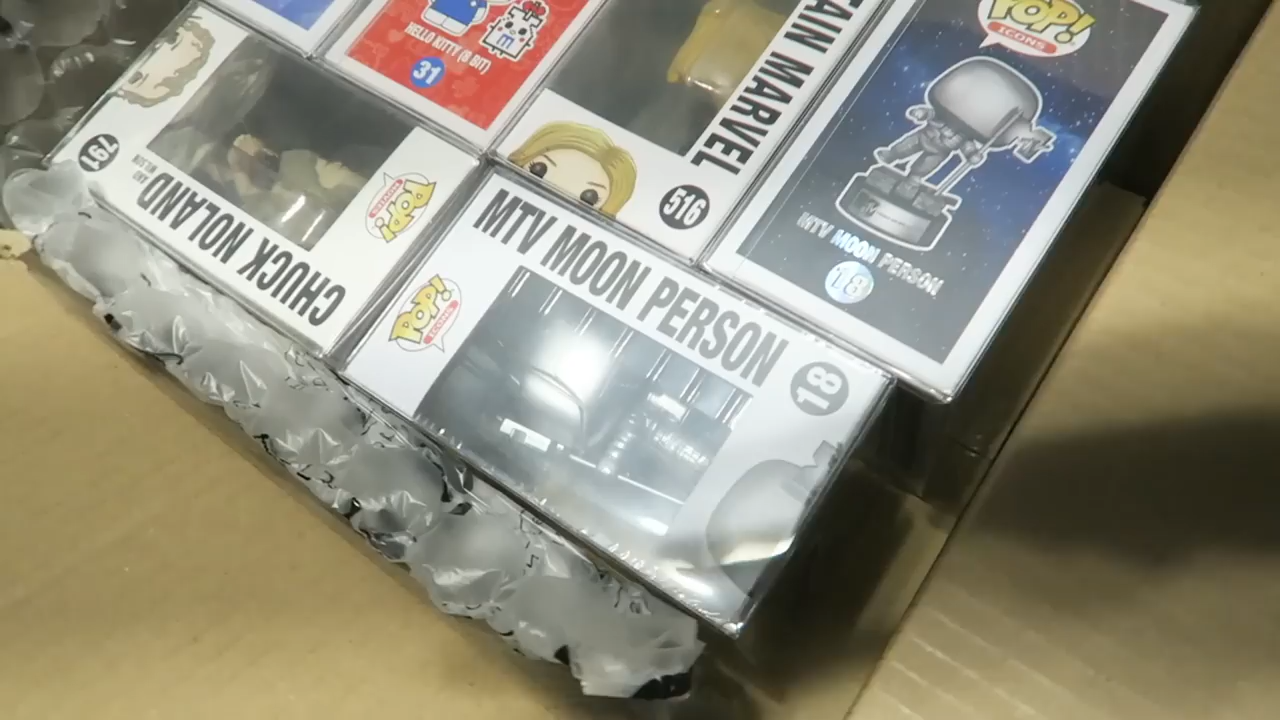 HELLO KITTY (8 BIT)
31
AIN MARVEL
516
POP!
ICONS
MTV MOON PERSON
18
791
CHUCK NOLAND
POP!
MOVIES
MTV MOON PERSON
POP!
ICONS
18